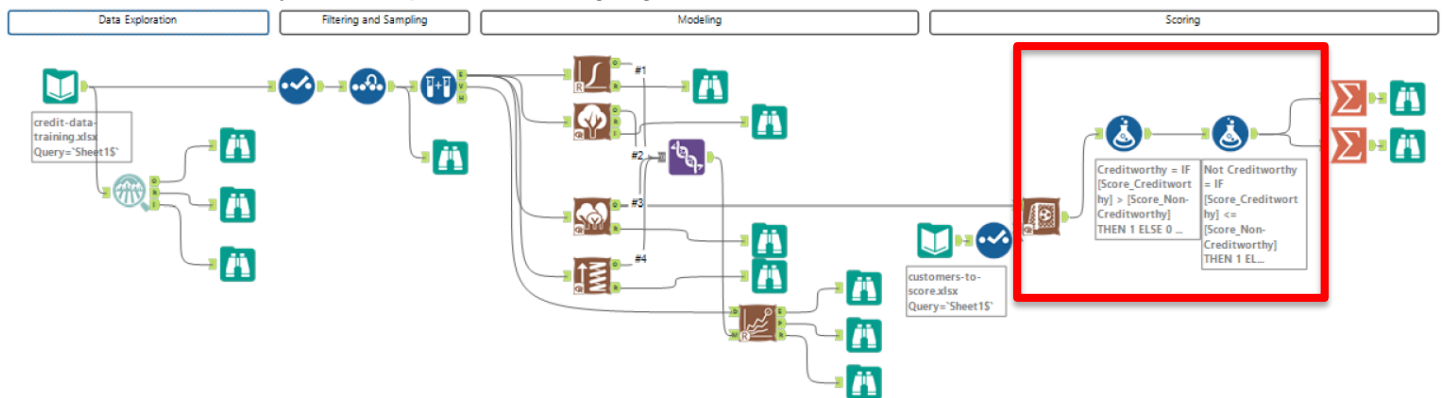 Data Exploration
Filtering and Sampling
Modeling
Scoring
credit-data-
training.xlsx
Query=`Sheet1$`
#1
#2
#3
#4
customers-to-
score.xlsx
Query=`Sheet1$`
Creditworthy = IF
[Score_Creditwort
hy] > [Score_Non-
Creditworthy]
THEN 1 ELSE 0 ...
Not Creditworthy
= IF
[Score_Creditwort
hy] <=
[Score_Non-
Creditworthy]
THEN 1 EL...